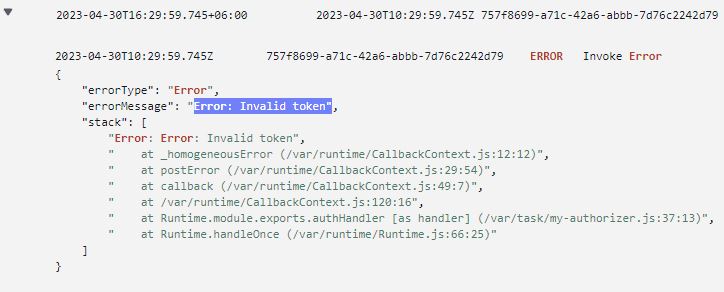 2023-04-30T16:29:59.745+06:00 2023-04-30T10:29:59.745Z 757f8699-a71c-42a6-abbb-7d76c2242d79
2023-04-30T10:29:59.745Z 757f8699-a71c-42a6-abbb-7d76c2242d79 ERROR Invoke Error
{
"errorType": "Error",
"errorMessage": "Error: Invalid token",
"stack": [
"Error: Error: Invalid token",
" at _homogeneousError (/var/runtime/CallbackContext.js:12:12)",
" at postError (/var/runtime/CallbackContext.js:29:54)",
" at callback (/var/runtime/CallbackContext.js:49:7)",
" at /var/runtime/CallbackContext.js:120:16",
" at Runtime.module.exports.authHandler [as handler] (/var/task/my-authorizer.js:37:13)",
" at Runtime.handleOnce (/var/runtime/Runtime.js:66:25)"
]
}